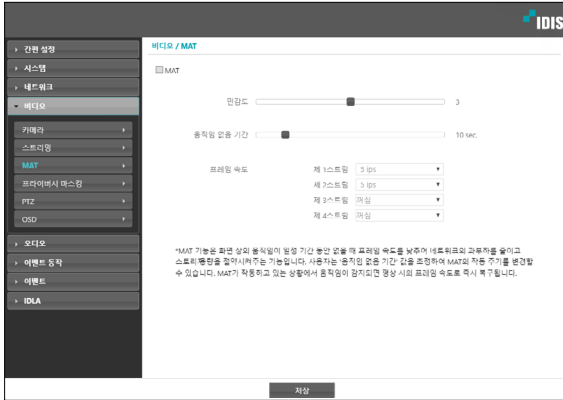 IDIS
비디오 / MAT
간편 설정
시스템
네트워크
비디오
카메라
스트리밍
MAT
프라이버시 마스킹
PTZ
OSD
오디오
이벤트 동작
이벤트
IDLA
MAT
민감도 3
움직임 없음 기간 10 sec.
프레임 속도 제 1스트림 5 ips
제 2스트림 5 ips
제 3스트림 꺼짐
제 4스트림 꺼짐
*MAT 기능은 화면 상의 움직임이 일정 기간 동안 없을 때 프레임 속도를 낮추어 네트워크의 과부하를 줄이고
스토리지용량을 절약시켜주는 기능입니다. 사용자는 '움직임 없음 기간' 값을 조정하여 MAT의 작동 주기를 변경할
수 있습니다. MAT가 작동하고 있는 상황에서 움직임이 감지되면 평상 시의 프레임 속도로 즉시 복구됩니다.
저장